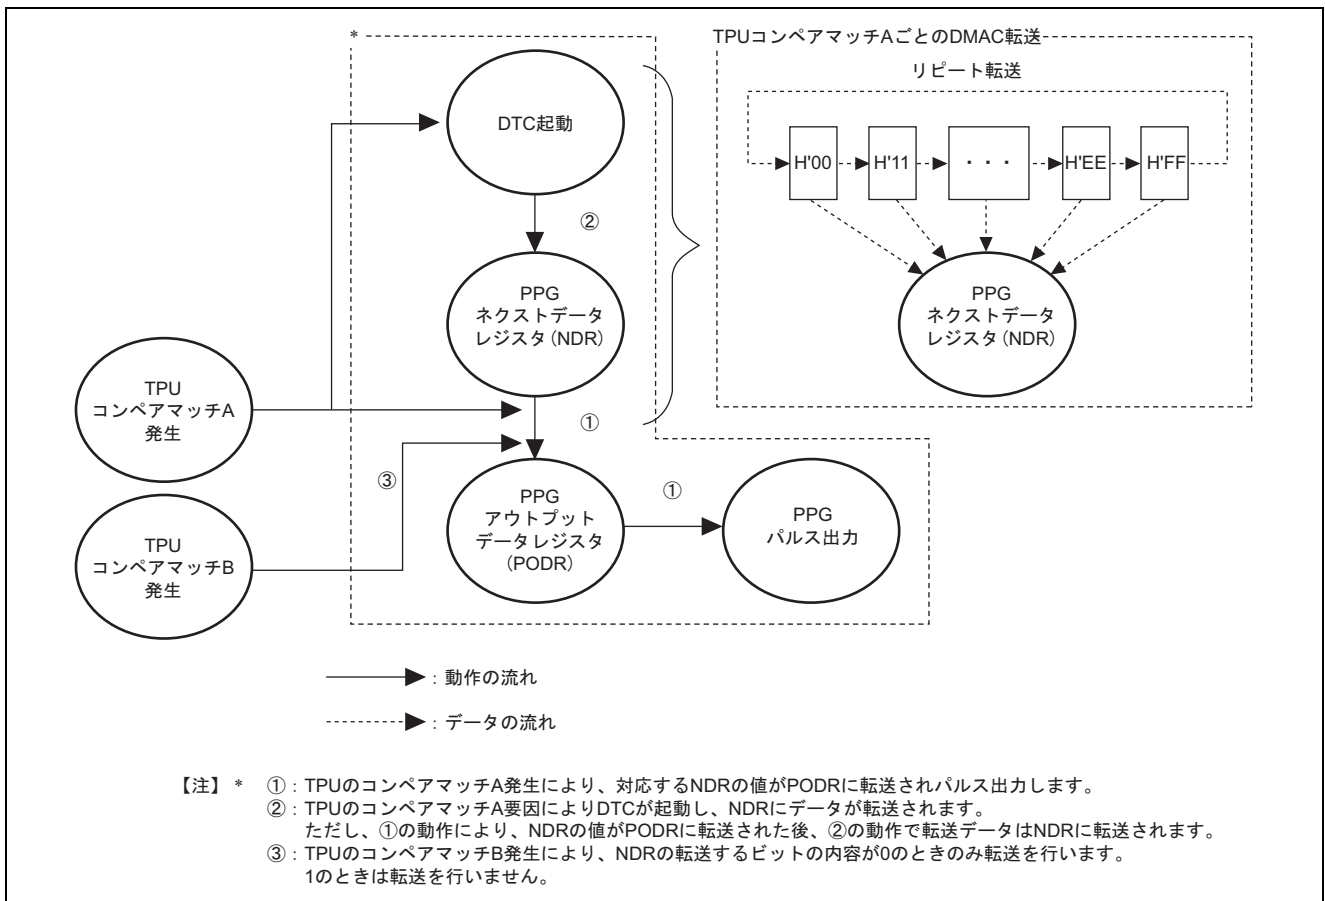 *
TPUコンペアマッチAごとのDMAC転送
リピート転送
DTC起動
H'00
H'11
・・・
H'EE
H'FF
②
PPG
ネクストデータ
レジスタ(NDR)
PPG
ネクストデータ
レジスタ(NDR)
TPU
コンペアマッチA
発生
①
③
PPG
アウトプット
データレジスタ
(PODR)
①
PPG
パルス出力
TPU
コンペアマッチB
発生
：動作の流れ
：データの流れ
【注】* ①：TPUのコンペアマッチA発生により、対応するNDRの値がPODRに転送されパルス出力します。
②：TPUのコンペアマッチA要因によりDTCが起動し、NDRにデータが転送されます。
ただし、①の動作により、NDRの値がPODRに転送された後、②の動作で転送データはNDRに転送されます。
③：TPUのコンペアマッチB発生により、NDRの転送するビットの内容が0のときのみ転送を行います。
1のときは転送を行いません。